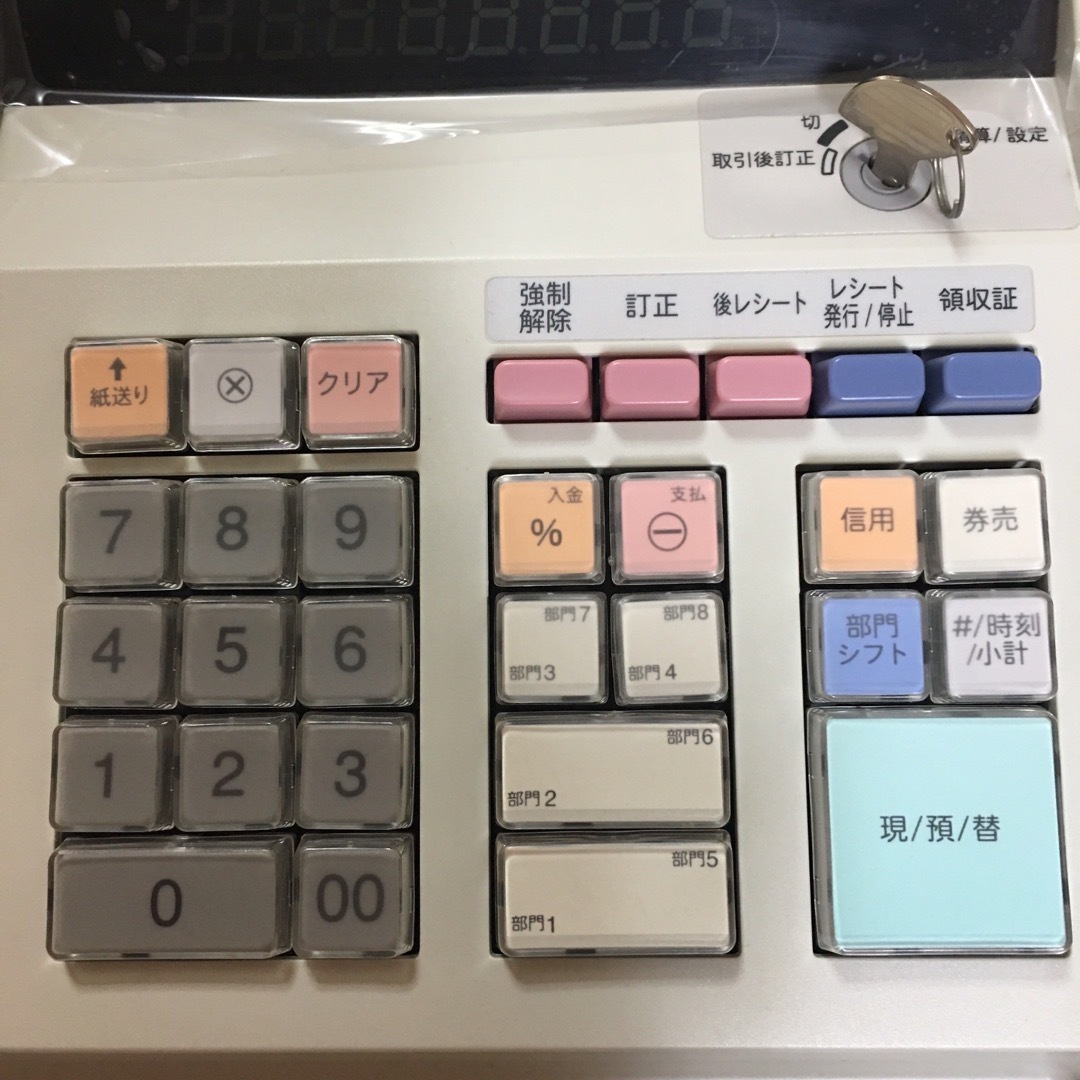 切
取引後訂正
算/設定
強制
解除
訂正
後レシート
レシート
発行/停止
領収証
↑
紙送り
⊗
クリア
7
8
9
入金
%
支払
⊖
信用
券売
4
5
6
部門7
部門3
部門8
部門4
部門
シフト
#/時刻
/小計
1
2
3
部門6
部門2
現/預/替
0
00
部門5
部門1